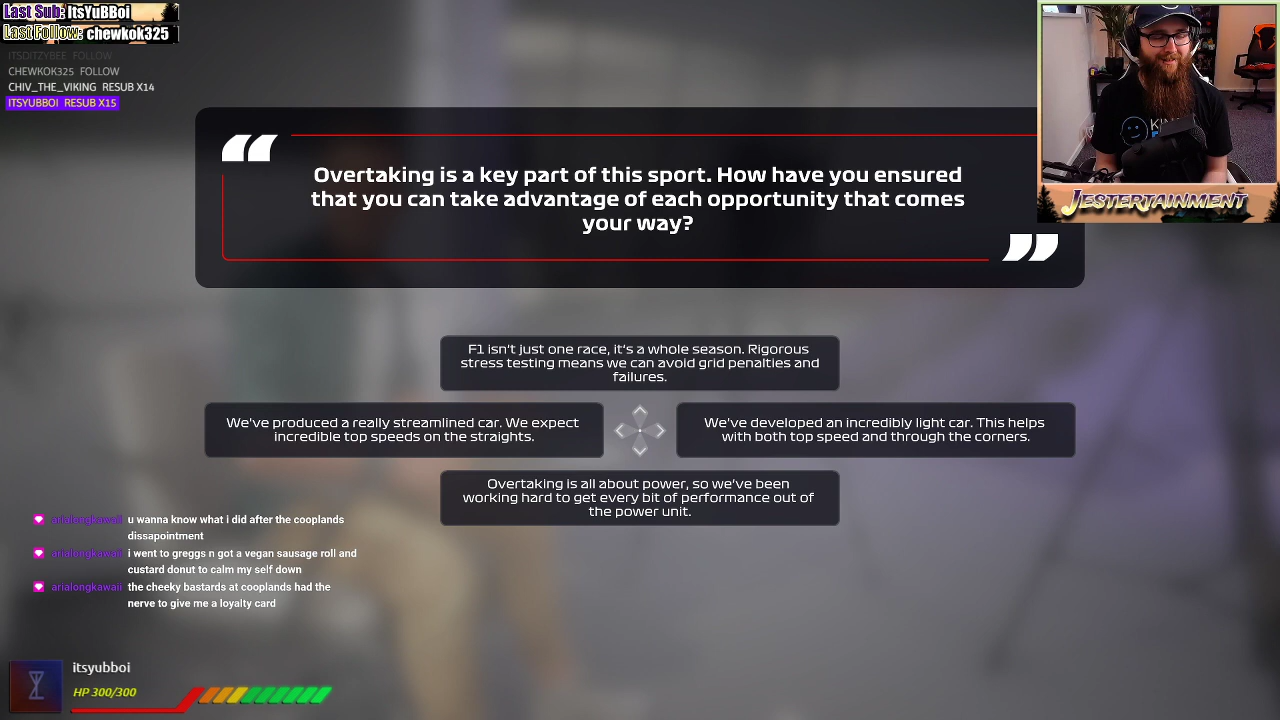 Last Sub: ItsYuBBoi
Last Follow: chewkok325
ITSDITZYBEE FOLLOW
CHEWKOK325 FOLLOW
CHIV_THE_VIKING RESUB X14
ITSYUBBOI RESUB X15
JESTERTAINMENT
Overtaking is a key part of this sport. How have you ensured
that you can take advantage of each opportunity that comes
your way?
F1 isn't just one race, it's a whole season. Rigorous
stress testing means we can avoid grid penalties and
failures.
We've produced a really streamlined car. We expect
incredible top speeds on the straights.
We've developed an incredibly light car. This helps
with both top speed and through the corners.
Overtaking is all about power, so we've been
working hard to get every bit of performance out of
the power unit.
arialongkawaii u wanna know what i did after the cooplands
dissapointment
arialongkawaii i went to greggs n got a vegan sausage roll and
custard donut to calm my self down
arialongkawaii the cheeky bastards at cooplands had the
nerve to give me a loyalty card
itsyubboi
HP 300/300